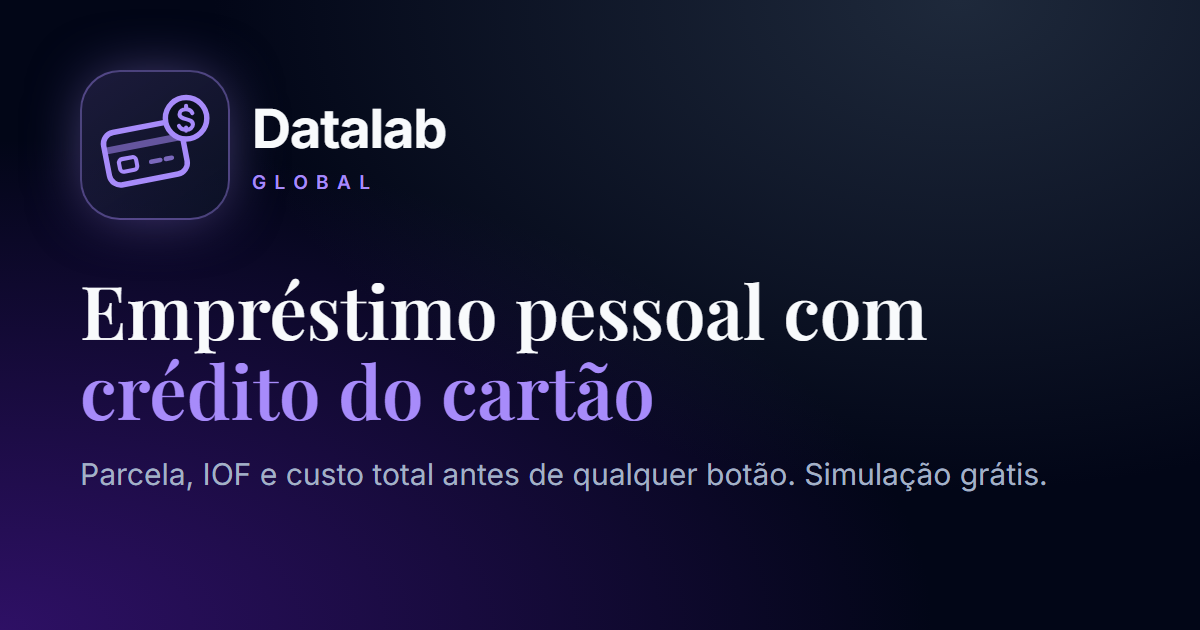 $
Datalab
GLOBAL
Empréstimo pessoal com
crédito do cartão
Parcela, IOF e custo total antes de qualquer botão. Simulação grátis.